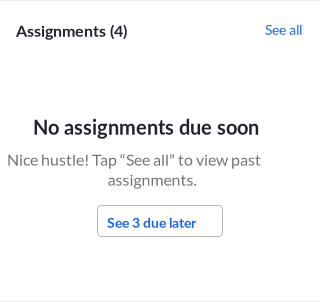 Assignments (4)
See all
No assignments due soon
Nice hustle! Tap “See all” to view past
assignments.
See 3 due later